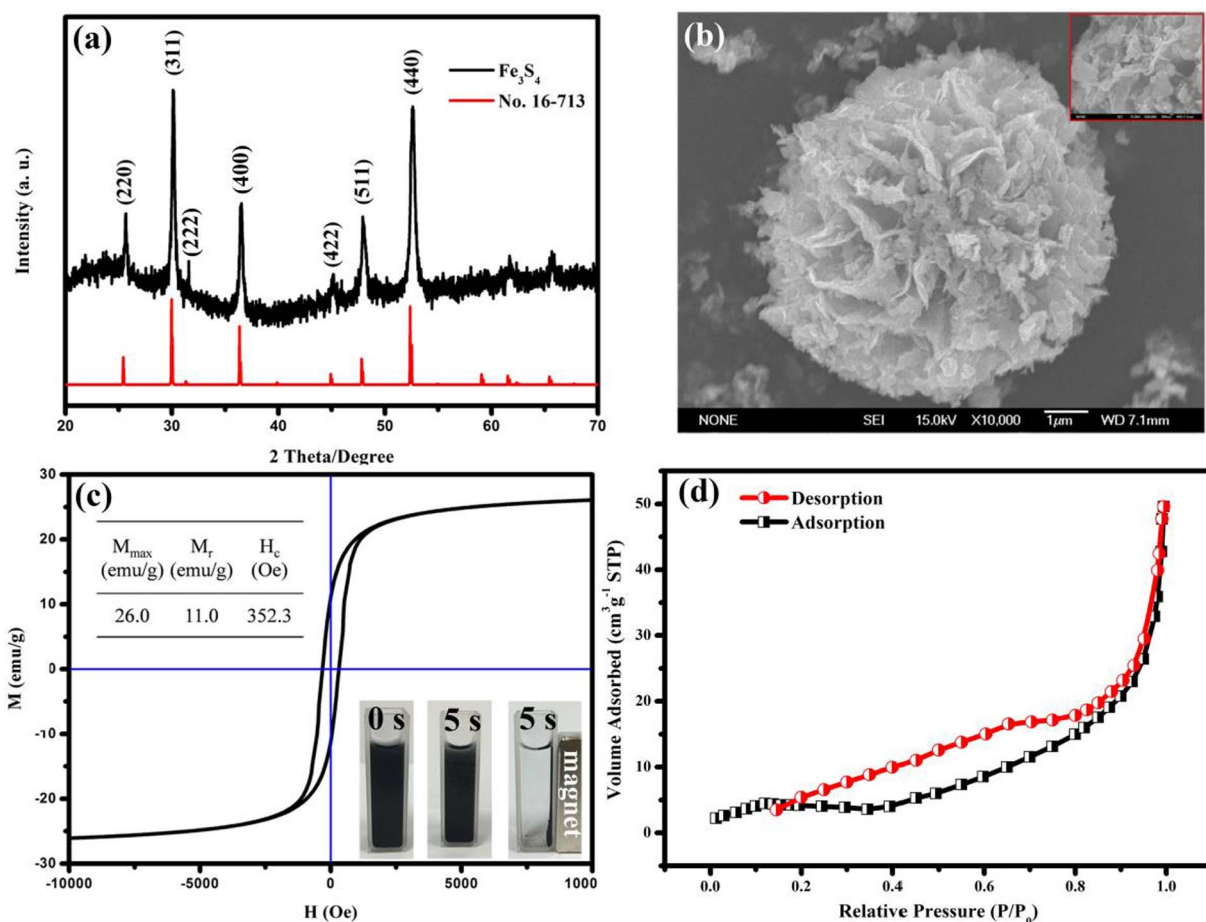 (a)
(220)
(311)
(222)
(400)
(422)
(511)
(440)
Fe₃S₄
No. 16-713
Intensity (a. u.)
20 30 40 50 60 70
2 Theta/Degree
(b)
NONE SEI 15.0kV X10,000 1μm WD 7.1mm
(c)
30
20
10
0
-10
-20
-30
M (emu/g)
Mmax Mr Hc
(emu/g) (emu/g) (Oe)
26.0 11.0 352.3
0 s
5 s
5 s
magnet
-10000 -5000 0 5000 1000
H (Oe)
(d)
Desorption
Adsorption
50
40
30
20
10
0
Volume Adsorbed (cm³g⁻¹ STP)
0.0 0.2 0.4 0.6 0.8 1.0
Relative Pressure (P/P₀)